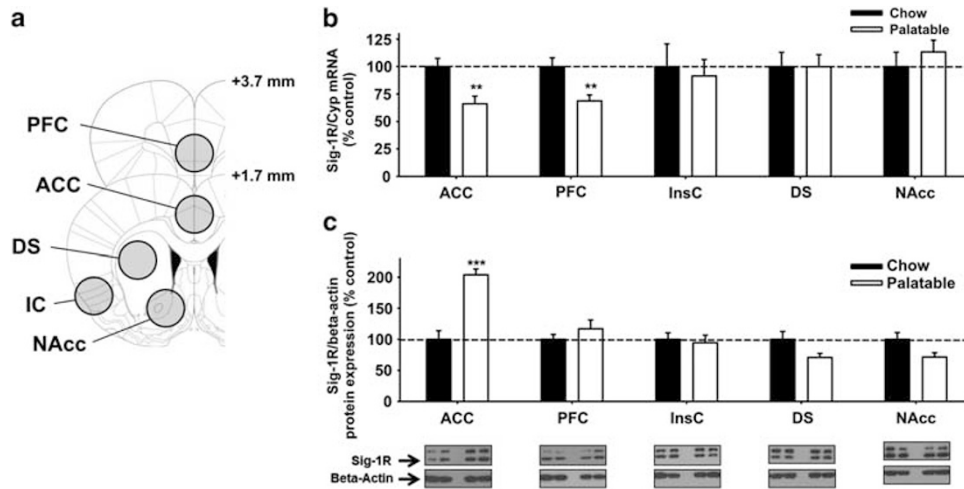 a
+3.7 mm
PFC
ACC
+1.7 mm
DS
IC
NAcc
b
Chow
Palatable
Sig-1R/Cyp mRNA
(% control)
125
100
75
50
25
0
**
**
ACC PFC InsC DS NAcc
c
Chow
Palatable
Sig-1R/beta-actin
protein expression (% control)
200
150
100
50
0
***
ACC PFC InsC DS NAcc
Sig-1R
Beta-Actin